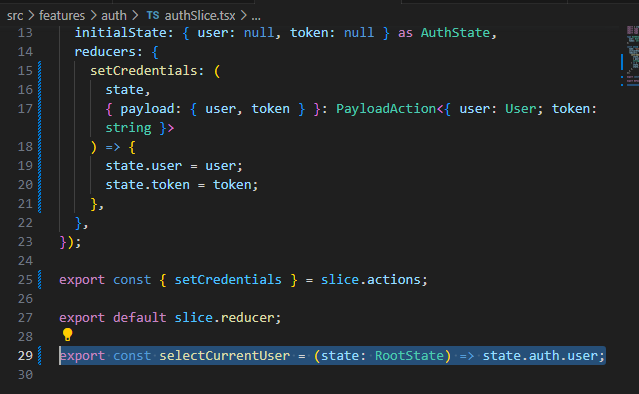 src > features > auth > TS authSlice.tsx > ...
13 initialState: { user: null, token: null } as AuthState,
14 reducers: {
15 setCredentials: (
16 state,
17 { payload: { user, token } }: PayloadAction<{ user: User; token:
string }>
18 ) => {
19 state.user = user;
20 state.token = token;
21 },
22 },
23 });
24
25 export const { setCredentials } = slice.actions;
26
27 export default slice.reducer;
28
29 export const selectCurrentUser = (state: RootState) => state.auth.user;
30